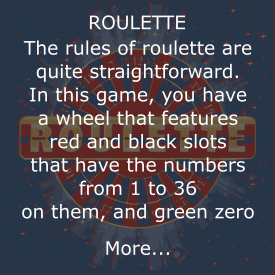 ROULETTE
The rules of roulette are
quite straightforward.
In this game, you have
a wheel that features
red and black slots
that have the numbers
from 1 to 36
on them, and green zero
More...
ROULETTE